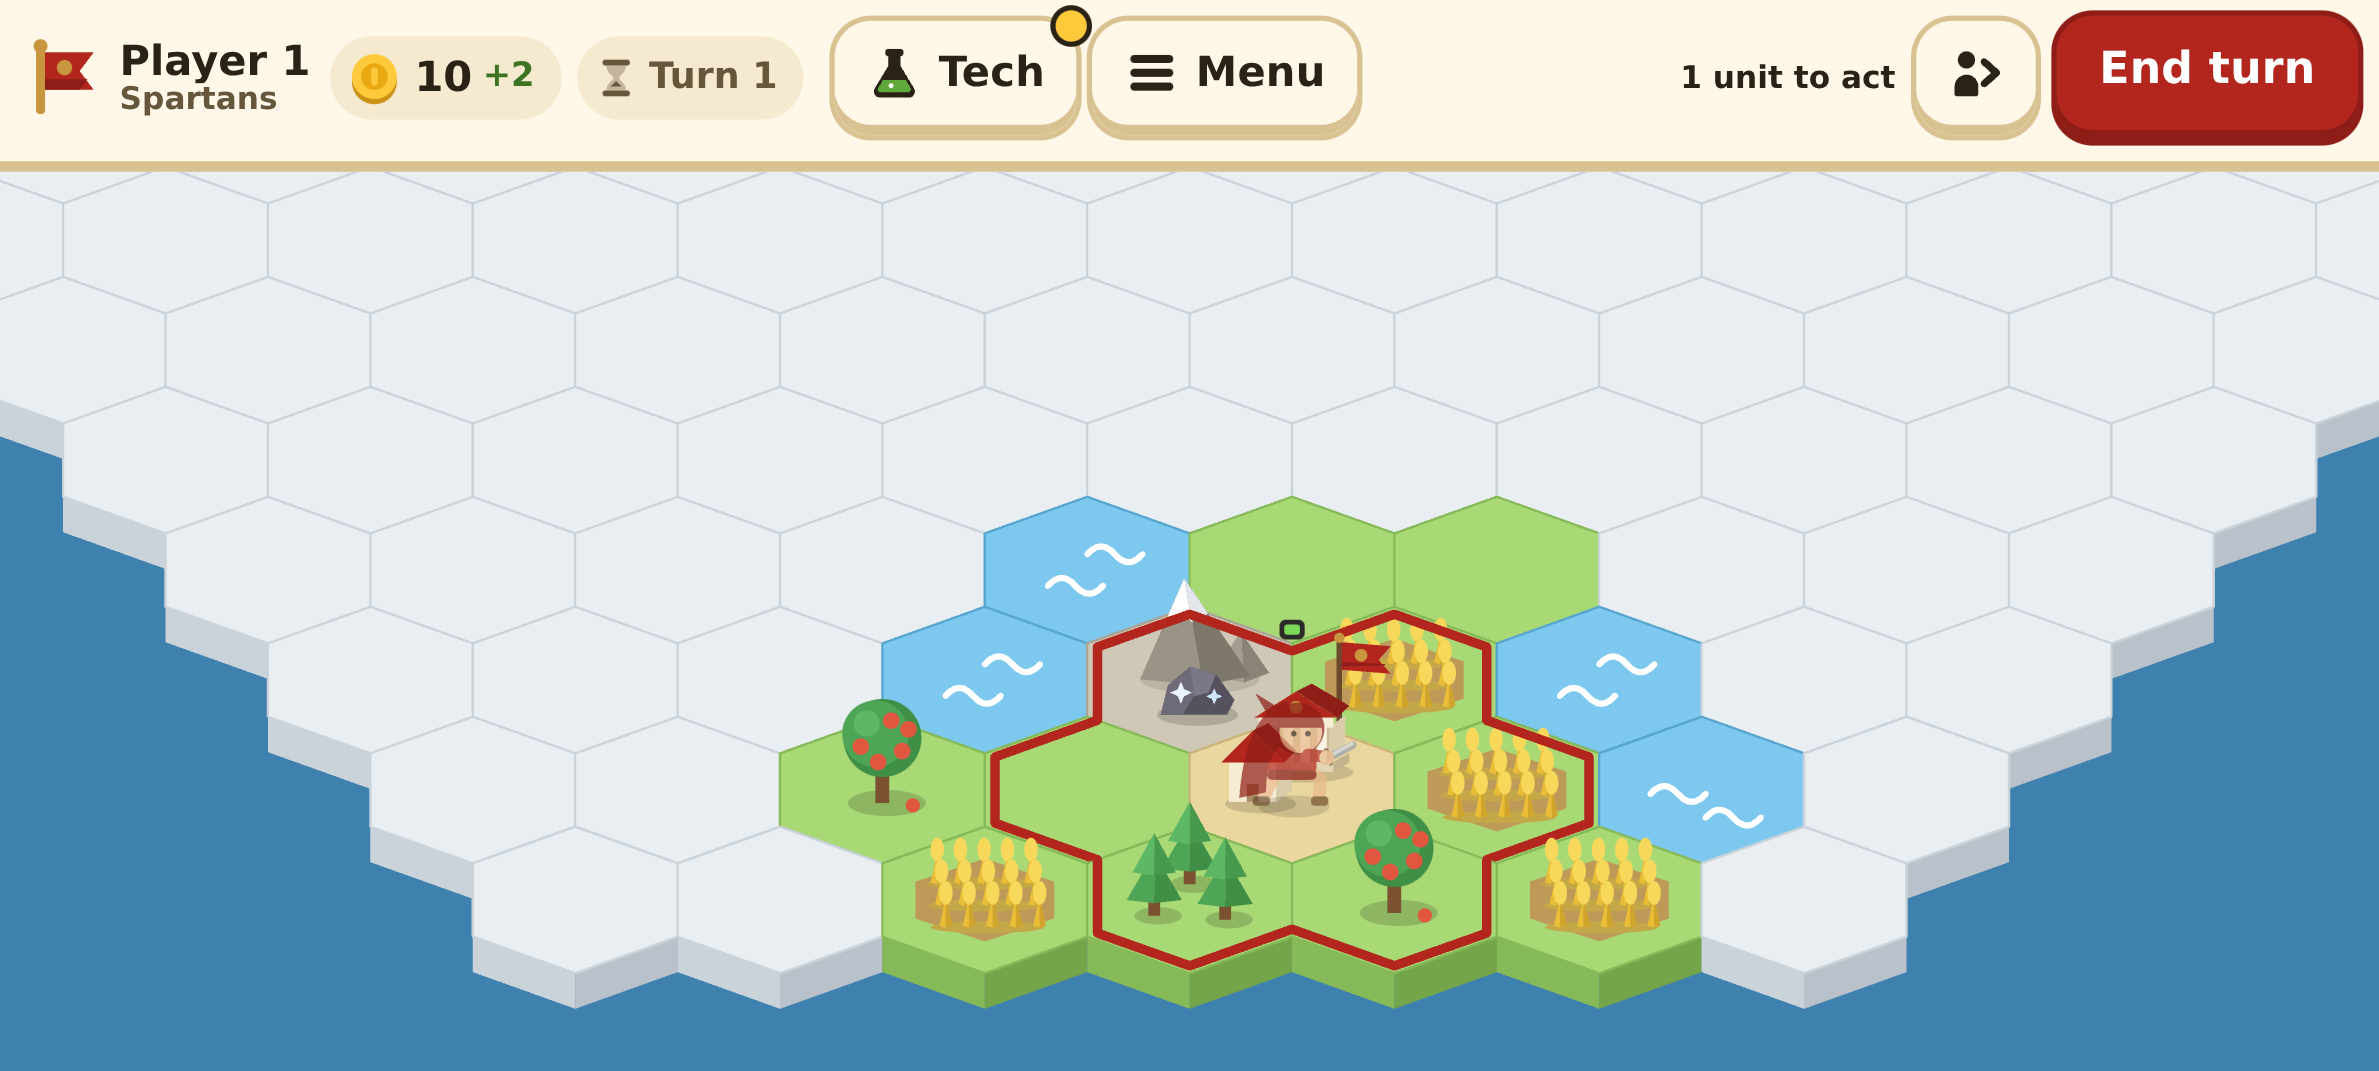 Player 1
Spartans
10 +2
Turn 1
Tech
Menu
1 unit to act
End turn